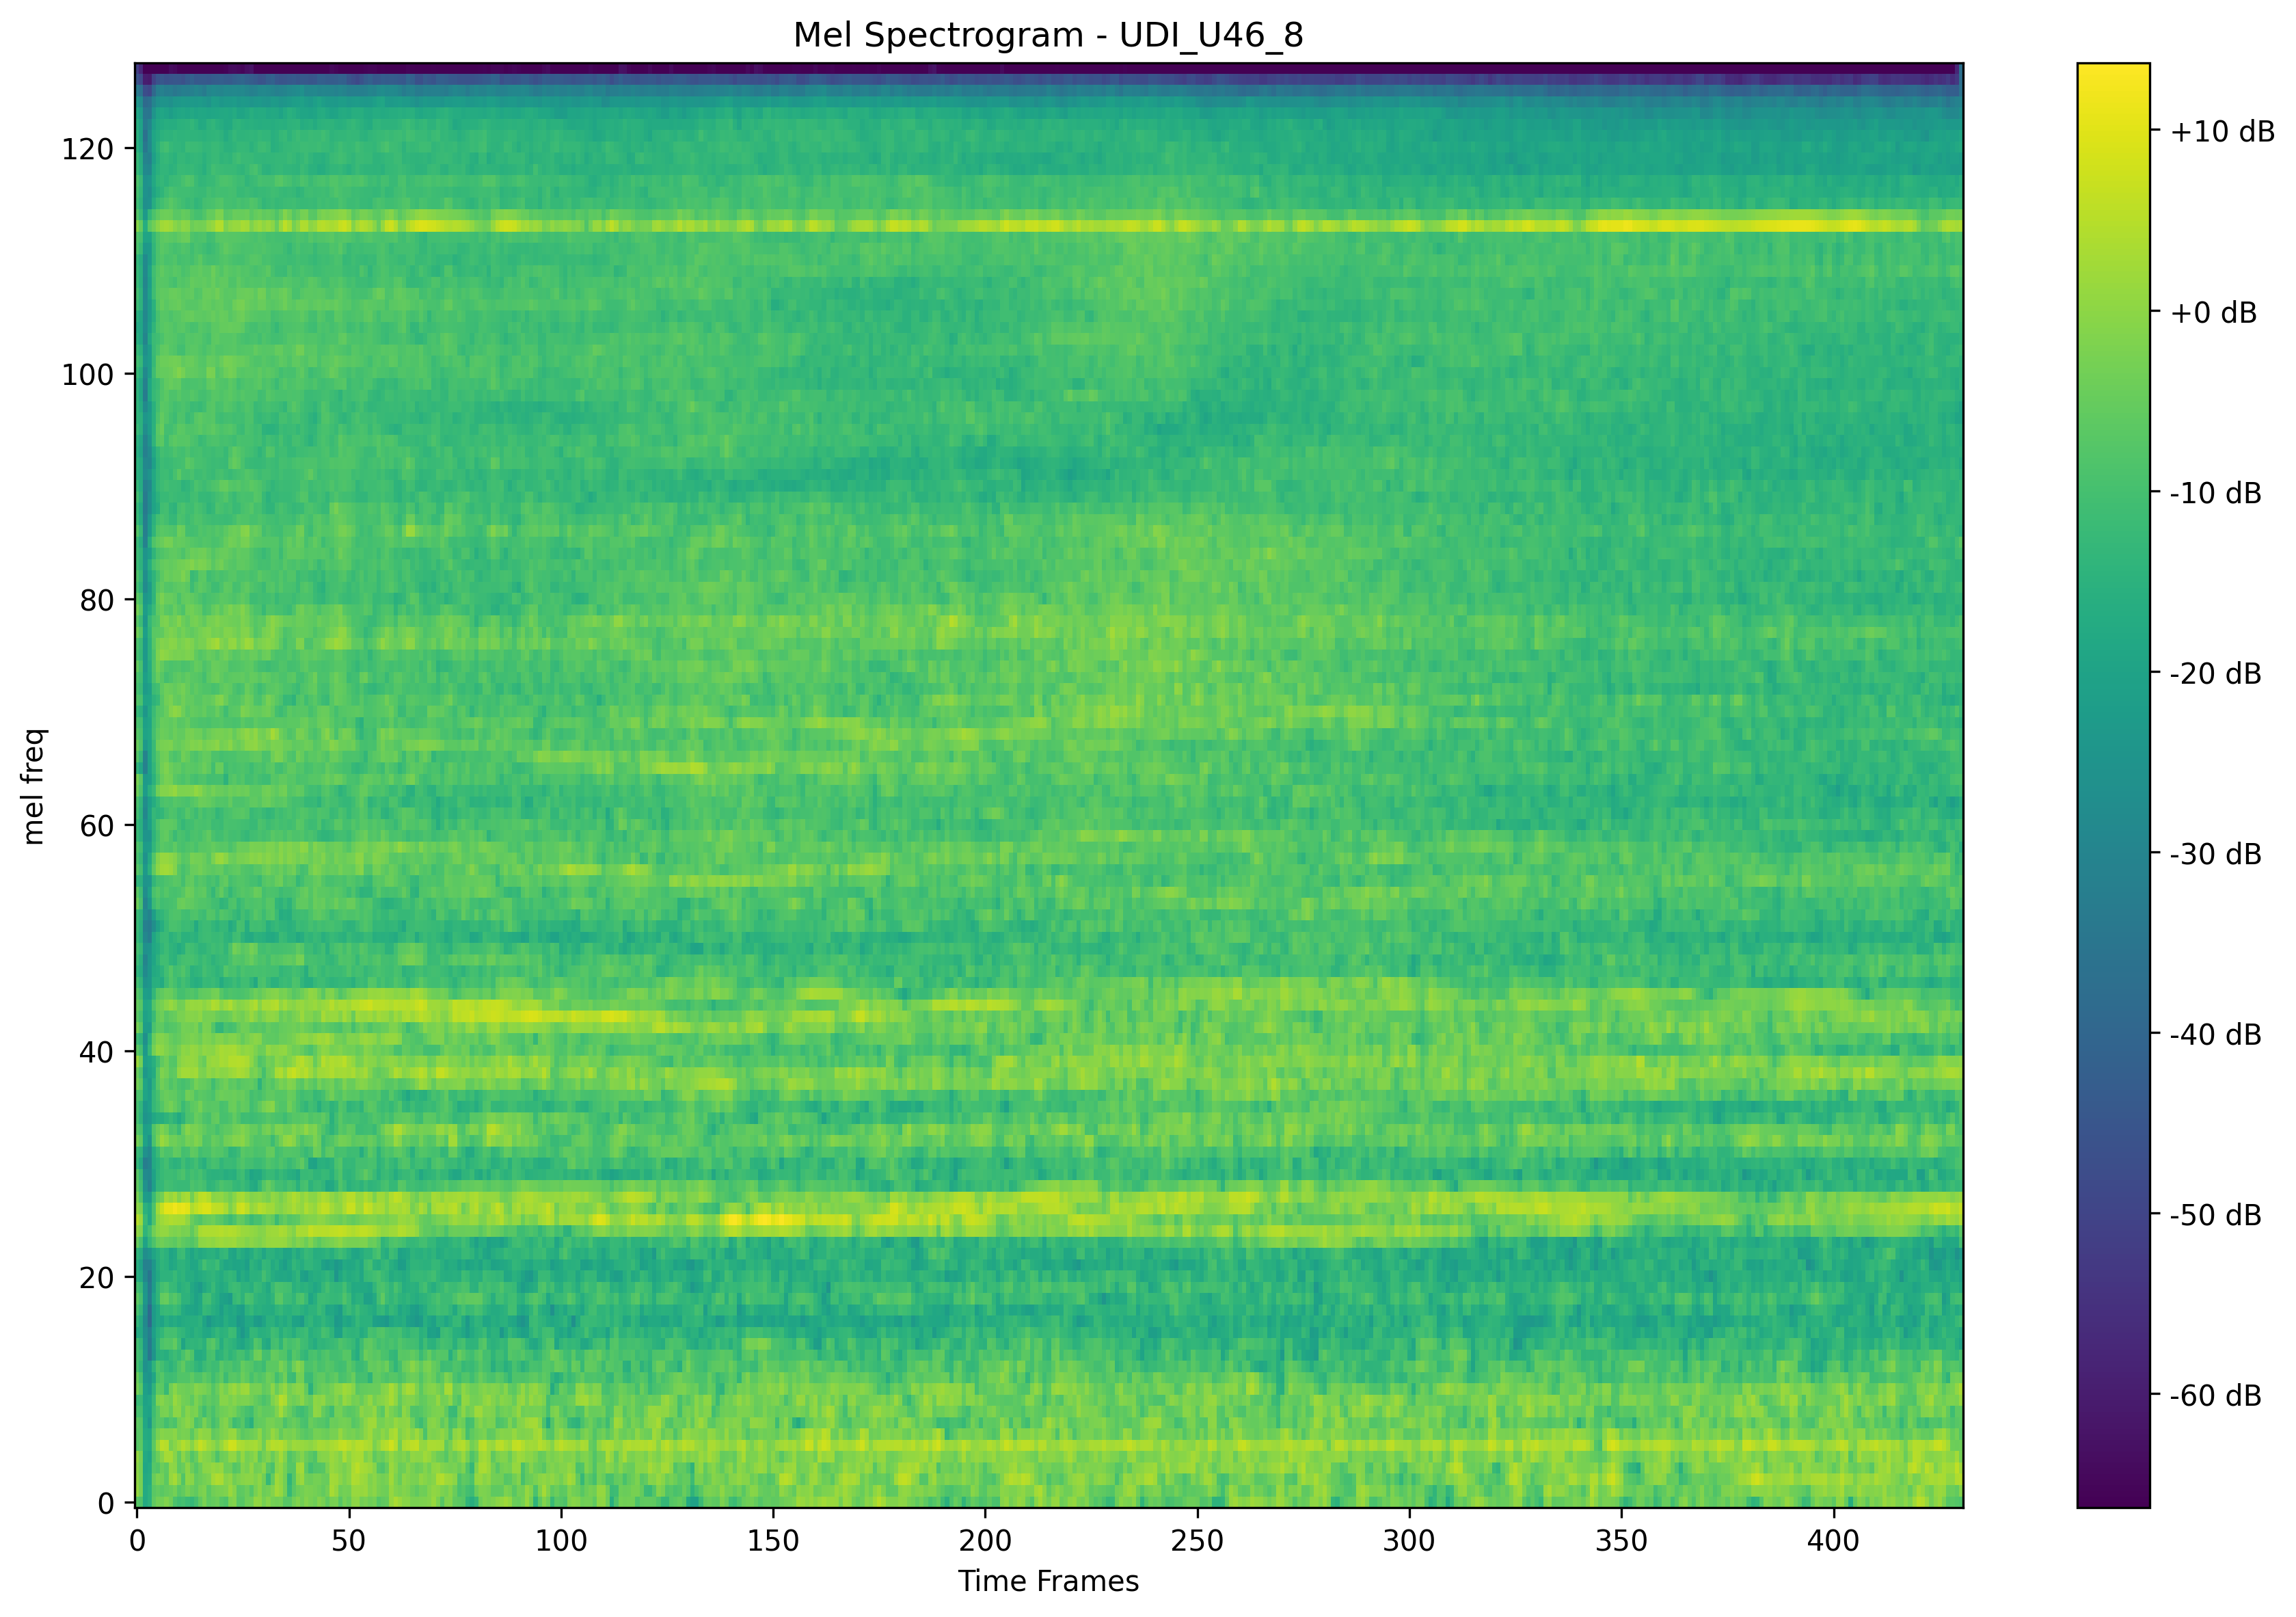 Mel Spectrogram - UDI_U46_8
mel freq
120
100
80
60
40
20
0
0 50 100 150 200 250 300 350 400
Time Frames
+10 dB
+0 dB
-10 dB
-20 dB
-30 dB
-40 dB
-50 dB
-60 dB